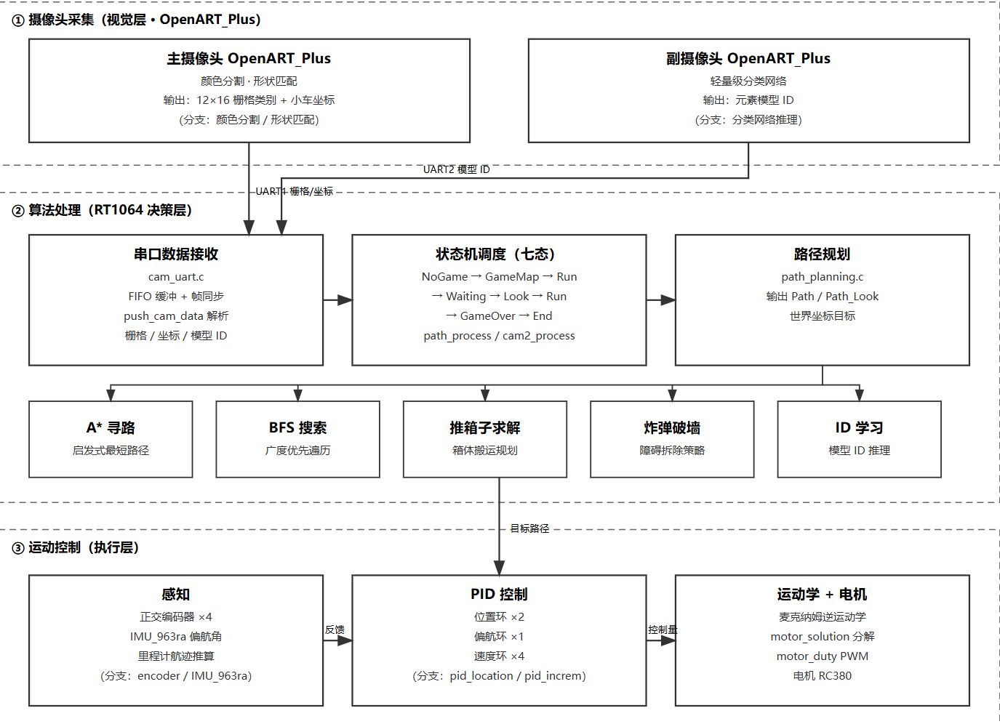 ① 摄像头采集（视觉层 · OpenART_Plus）
主摄像头 OpenART_Plus
颜色分割 · 形状匹配
输出：12×16 栅格类别 + 小车坐标
(分支：颜色分割 / 形状匹配)
副摄像头 OpenART_Plus
轻量级分类网络
输出：元素模型 ID
(分支：分类网络推理)
UART2 模型 ID
UART1 栅格/坐标
② 算法处理（RT1064 决策层）
串口数据接收
cam_uart.c
FIFO 缓冲 + 帧同步
push_cam_data 解析
栅格 / 坐标 / 模型 ID
状态机调度（七态）
NoGame → GameMap → Run
→ Waiting → Look → Run
→ GameOver → End
path_process / cam2_process
路径规划
path_planning.c
输出 Path / Path_Look
世界坐标目标
A* 寻路
启发式最短路径
BFS 搜索
广度优先遍历
推箱子求解
箱体搬运规划
炸弹破墙
障碍拆除策略
ID 学习
模型 ID 推理
目标路径
③ 运动控制（执行层）
感知
正交编码器 ×4
IMU_963ra 偏航角
里程计航迹推算
(分支：encoder / IMU_963ra)
反馈
PID 控制
位置环 ×2
偏航环 ×1
速度环 ×4
(分支：pid_location / pid_increm)
控制量
运动学 + 电机
麦克纳姆逆运动学
motor_solution 分解
motor_duty PWM
电机 RC380